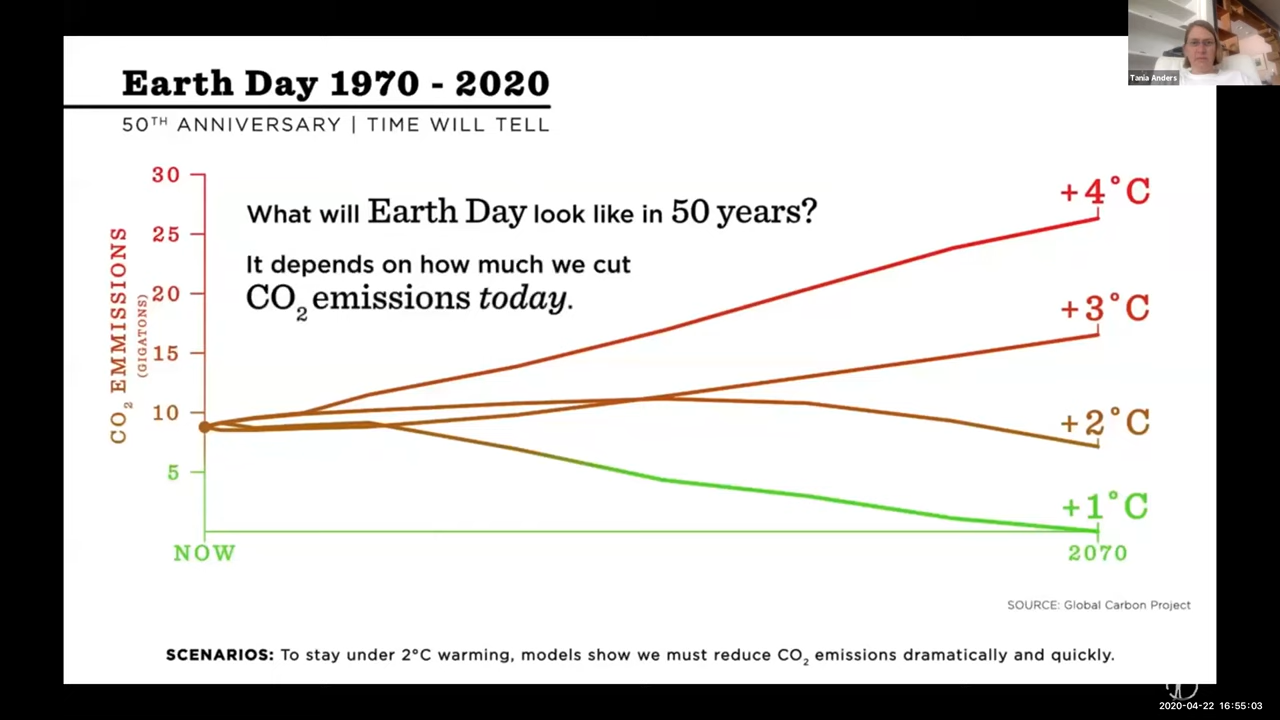 Tania Anders
Earth Day 1970 - 2020
50TH ANNIVERSARY | TIME WILL TELL
30
25
20
15
10
5
CO2 EMMISSIONS
(GIGATONS)
What will Earth Day look like in 50 years?
It depends on how much we cut
CO2 emissions today.
+4°C
+3°C
+2°C
+1°C
NOW
2070
SOURCE: Global Carbon Project
SCENARIOS: To stay under 2°C warming, models show we must reduce CO2 emissions dramatically and quickly.
2020-04-22 16:55:03